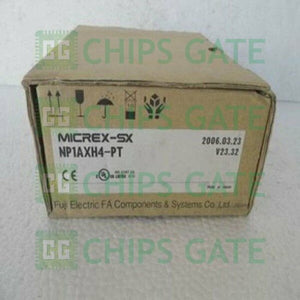 CHIPS GATE
MICREX-SX
2006.03.23
NP1AXH4-PT
V23.32
CHIPS GATE
Fuji Electric FA Components & Systems Co.,
CHIPS GATE